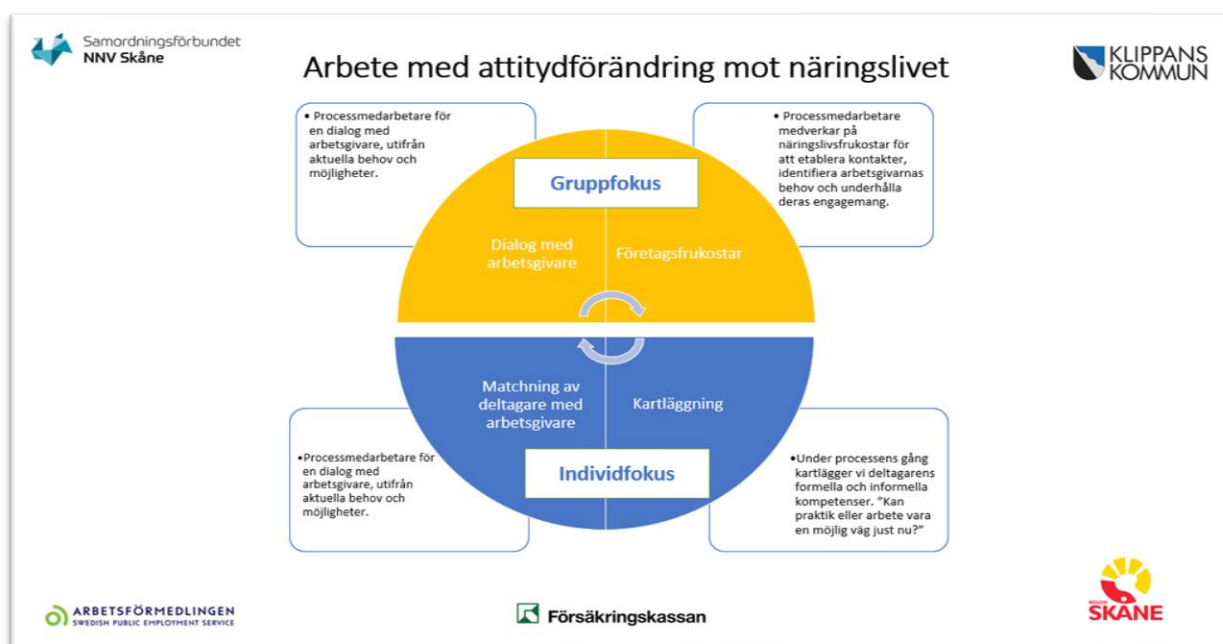 Samordningsförbundet
NNV Skåne
Arbete med attitydförändring mot näringslivet
KLIPPANS
KOMMUN
• Processmedarbetare för
en dialog med
arbetsgivare, utifrån
aktuella behov och
möjligheter.
• Processmedarbetare
medverkar på
näringslivsfrukostar för
att etablera kontakter,
identifiera arbetsgivarnas
behov och underhålla
deras engagemang.
Gruppfokus
Dialog med
arbetsgivare
Företagsfrukostar
Matchning av
deltagare med
arbetsgivare
Kartläggning
Individfokus
•Processmedarbetare för
en dialog med
arbetsgivare, utifrån
aktuella behov och
möjligheter.
•Under processens gång
kartlägger vi deltagarens
formella och informella
kompetenser. ”Kan
praktik eller arbete vara
en möjlig väg just nu?”
ARBETSFÖRMEDLINGEN
SWEDISH PUBLIC EMPLOYMENT SERVICE
Försäkringskassan
REGION
SKÅNE